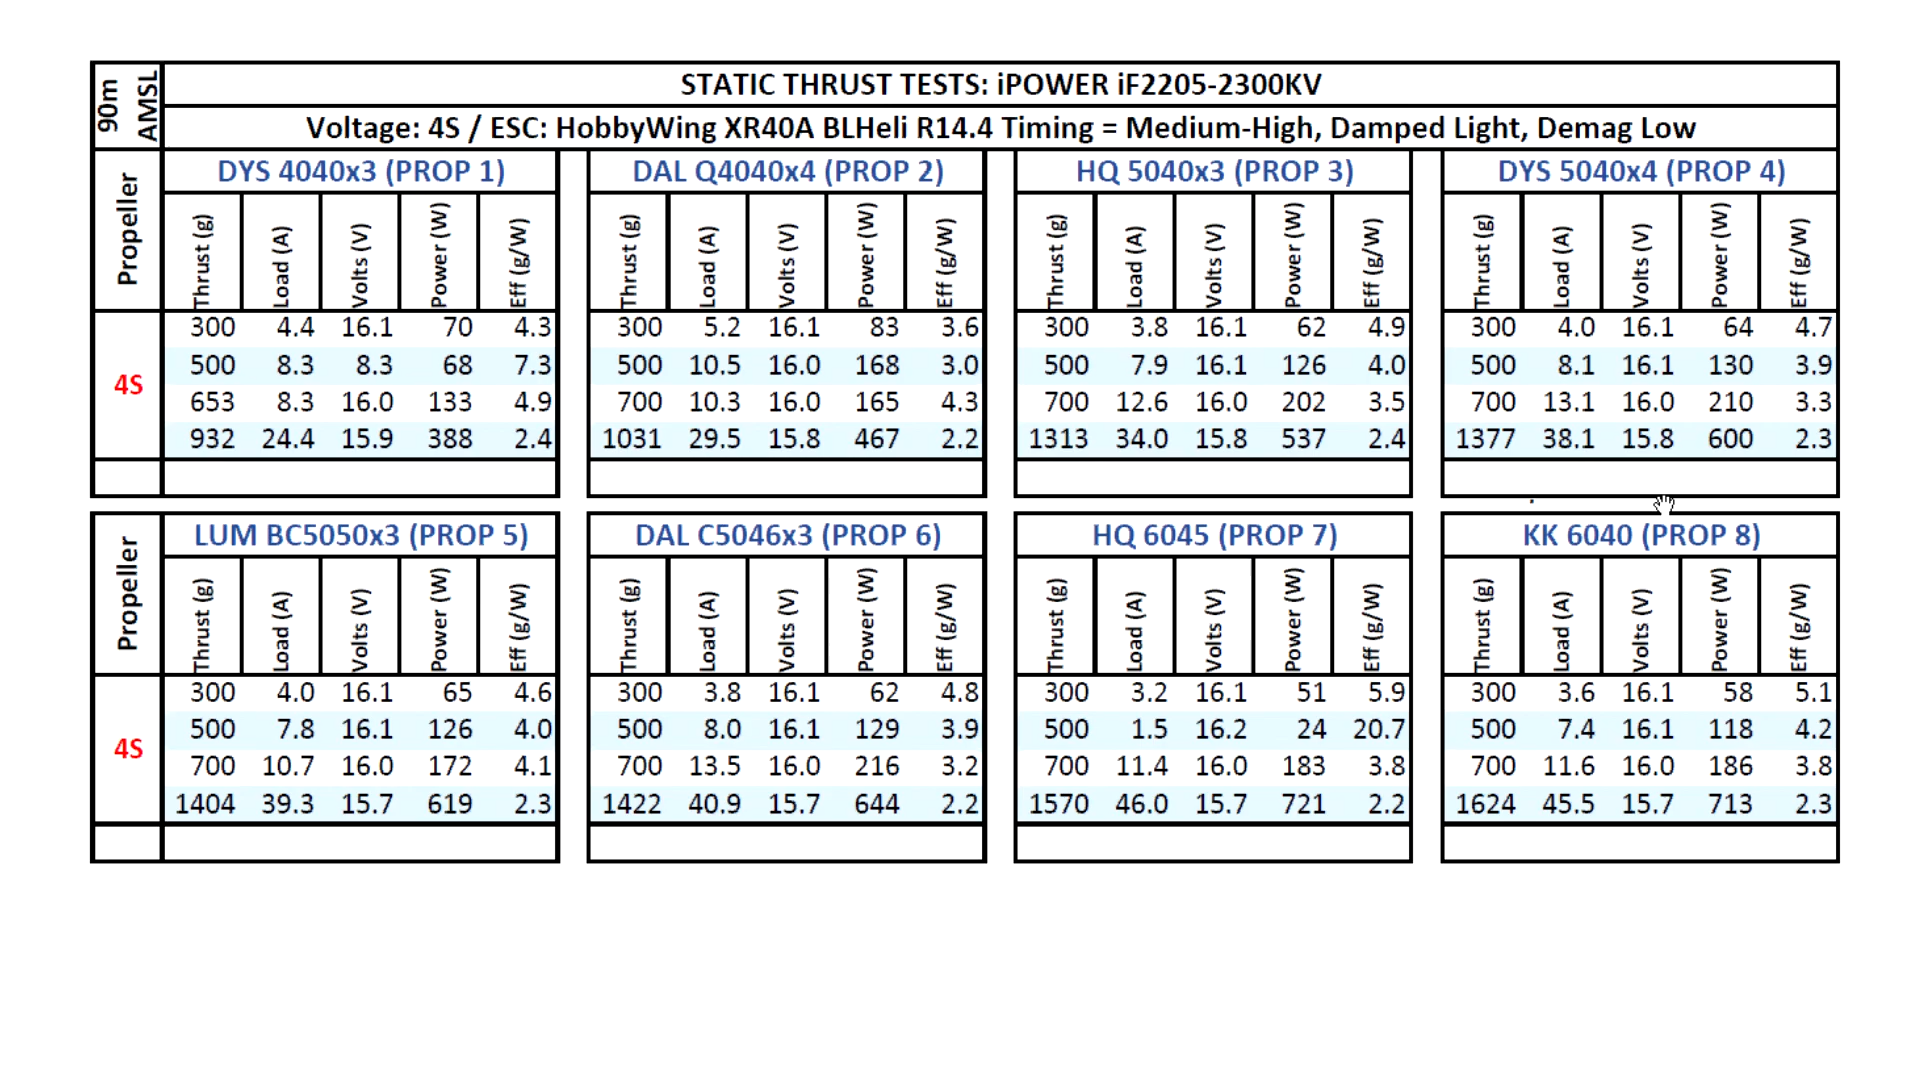 90m AMSL
STATIC THRUST TESTS: iPOWER iF2205-2300KV
Voltage: 4S / ESC: HobbyWing XR40A BLHeli R14.4 Timing = Medium-High, Damped Light, Demag Low
Propeller
DYS 4040x3 (PROP 1) DAL Q4040x4 (PROP 2) HQ 5040x3 (PROP 3) DYS 5040x4 (PROP 4)
Thrust (g) Load (A) Volts (V) Power (W) Eff (g/W) Thrust (g) Load (A) Volts (V) Power (W) Eff (g/W) Thrust (g) Load (A) Volts (V) Power (W) Eff (g/W) Thrust (g) Load (A) Volts (V) Power (W) Eff (g/W)
4S
300 4.4 16.1 70 4.3 300 5.2 16.1 83 3.6 300 3.8 16.1 62 4.9 300 4.0 16.1 64 4.7
500 8.3 8.3 68 7.3 500 10.5 16.0 168 3.0 500 7.9 16.1 126 4.0 500 8.1 16.1 130 3.9
653 8.3 16.0 133 4.9 700 10.3 16.0 165 4.3 700 12.6 16.0 202 3.5 700 13.1 16.0 210 3.3
932 24.4 15.9 388 2.4 1031 29.5 15.8 467 2.2 1313 34.0 15.8 537 2.4 1377 38.1 15.8 600 2.3
Propeller
LUM BC5050x3 (PROP 5) DAL C5046x3 (PROP 6) HQ 6045 (PROP 7) KK 6040 (PROP 8)
Thrust (g) Load (A) Volts (V) Power (W) Eff (g/W) Thrust (g) Load (A) Volts (V) Power (W) Eff (g/W) Thrust (g) Load (A) Volts (V) Power (W) Eff (g/W) Thrust (g) Load (A) Volts (V) Power (W) Eff (g/W)
4S
300 4.0 16.1 65 4.6 300 3.8 16.1 62 4.8 300 3.2 16.1 51 5.9 300 3.6 16.1 58 5.1
500 7.8 16.1 126 4.0 500 8.0 16.1 129 3.9 500 1.5 16.2 24 20.7 500 7.4 16.1 118 4.2
700 10.7 16.0 172 4.1 700 13.5 16.0 216 3.2 700 11.4 16.0 183 3.8 700 11.6 16.0 186 3.8
1404 39.3 15.7 619 2.3 1422 40.9 15.7 644 2.2 1570 46.0 15.7 721 2.2 1624 45.5 15.7 713 2.3